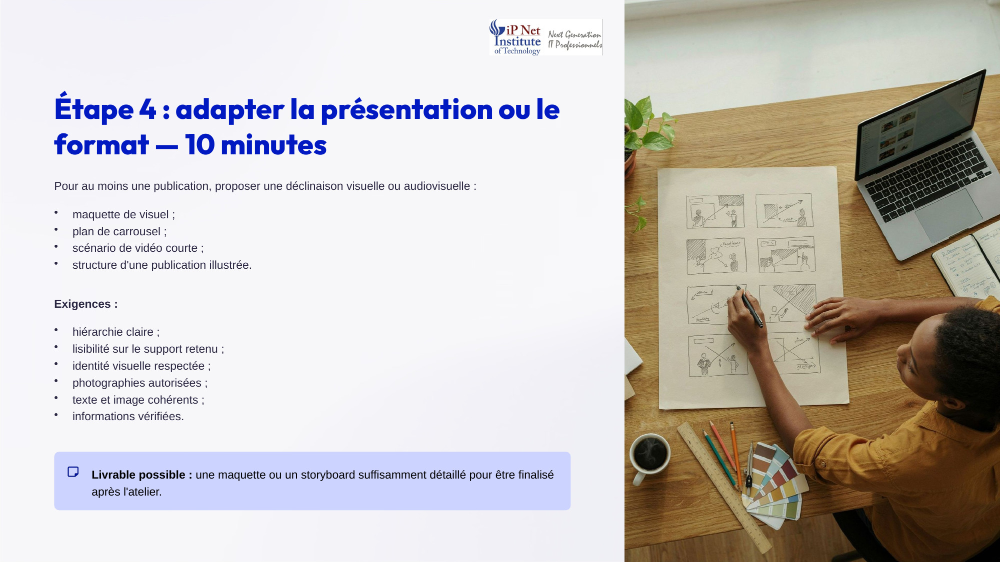 iP Net
Institute
of Technology
Next Generation
IT Professionnels
Étape 4 : adapter la présentation ou le
format — 10 minutes
Pour au moins une publication, proposer une déclinaison visuelle ou audiovisuelle :
• maquette de visuel ;
• plan de carrousel ;
• scénario de vidéo courte ;
• structure d'une publication illustrée.
Exigences :
• hiérarchie claire ;
• lisibilité sur le support retenu ;
• identité visuelle respectée ;
• photographies autorisées ;
• texte et image cohérents ;
• informations vérifiées.
Livrable possible : une maquette ou un storyboard suffisamment détaillé pour être finalisé
après l'atelier.